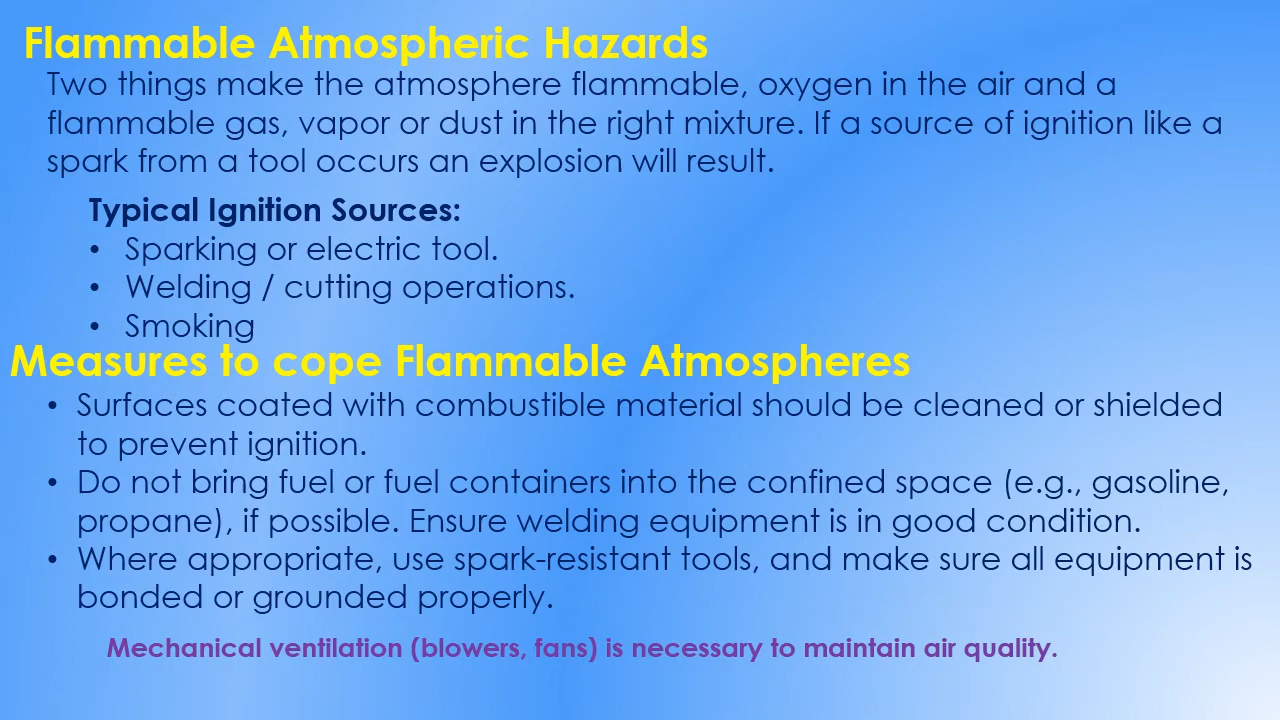 Flammable Atmospheric Hazards
Two things make the atmosphere flammable, oxygen in the air and a
flammable gas, vapor or dust in the right mixture. If a source of ignition like a
spark from a tool occurs an explosion will result.
Typical Ignition Sources:
• Sparking or electric tool.
• Welding / cutting operations.
• Smoking
Measures to cope Flammable Atmospheres
• Surfaces coated with combustible material should be cleaned or shielded
to prevent ignition.
• Do not bring fuel or fuel containers into the confined space (e.g., gasoline,
propane), if possible. Ensure welding equipment is in good condition.
• Where appropriate, use spark-resistant tools, and make sure all equipment is
bonded or grounded properly.
Mechanical ventilation (blowers, fans) is necessary to maintain air quality.